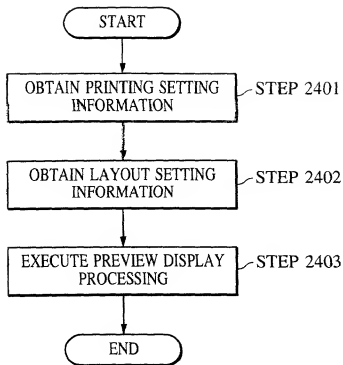 START
OBTAIN PRINTING SETTING
INFORMATION
STEP 2401
OBTAIN LAYOUT SETTING
INFORMATION
STEP 2402
EXECUTE PREVIEW DISPLAY
PROCESSING
STEP 2403
END